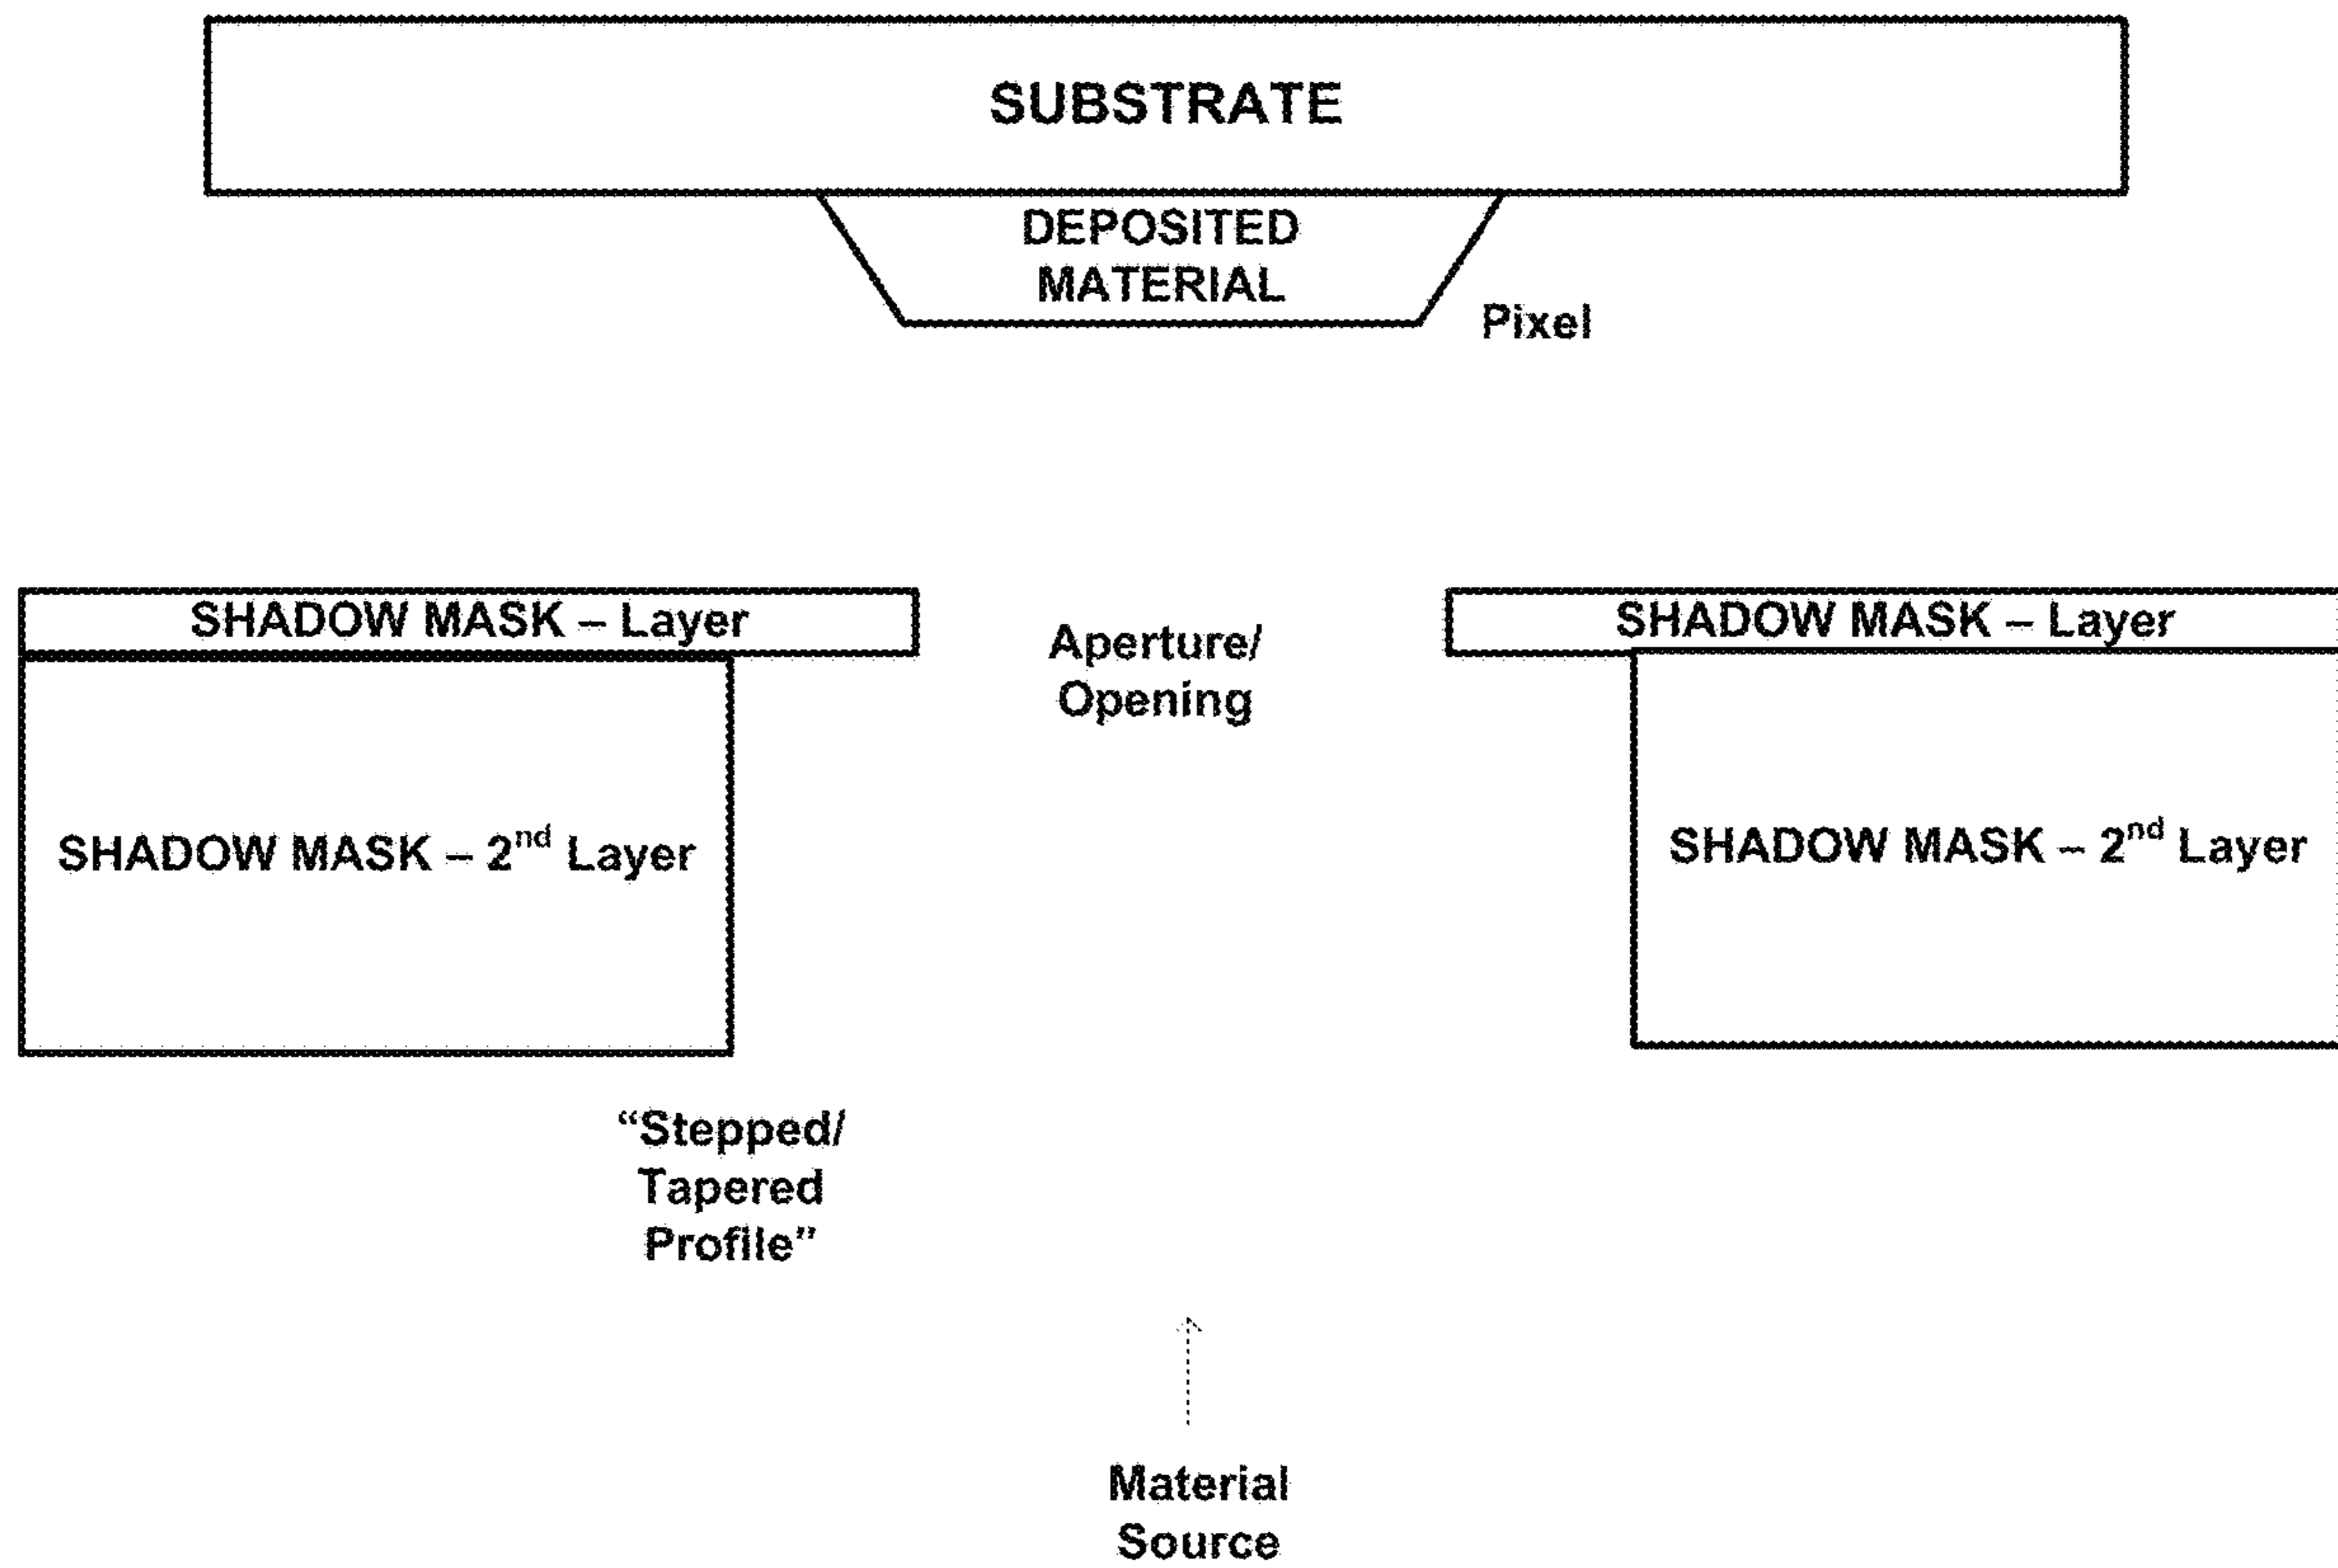 SUBSTRATE
DEPOSITED
MATERIAL
Pixel
SHADOW MASK – Layer
SHADOW MASK – Layer
Aperture/
Opening
SHADOW MASK – 2nd Layer
SHADOW MASK – 2nd Layer
“Stepped/
Tapered
Profile”
Material
Source